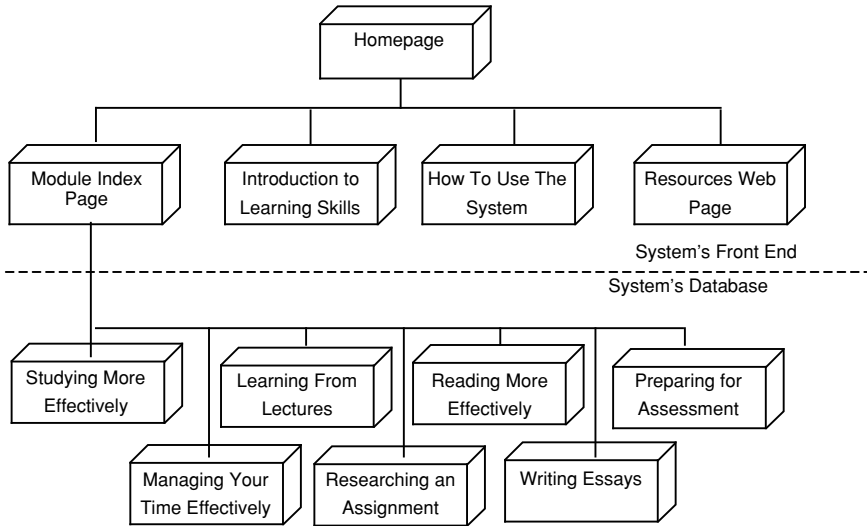 Homepage
Module Index
Page
Introduction to
Learning Skills
How To Use The
System
Resources Web
Page
System's Front End
System's Database
Studying More
Effectively
Learning From
Lectures
Reading More
Effectively
Preparing for
Assessment
Managing Your
Time Effectively
Researching an
Assignment
Writing Essays